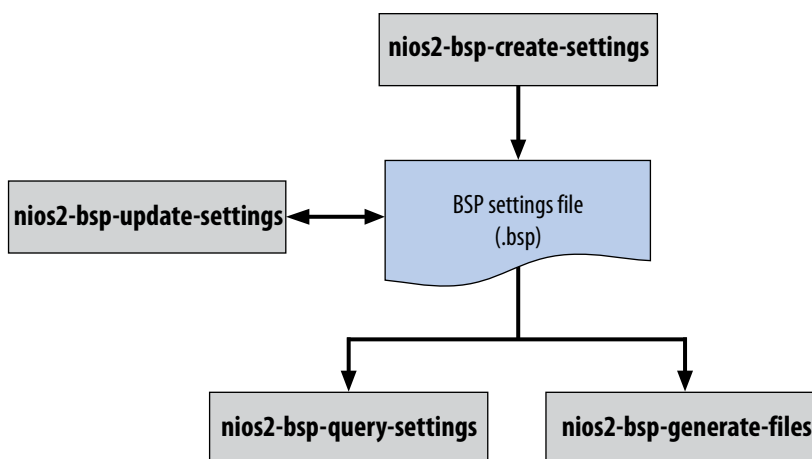 nios2-bsp-create-settings
nios2-bsp-update-settings
BSP settings file
(.bsp)
nios2-bsp-query-settings
nios2-bsp-generate-files